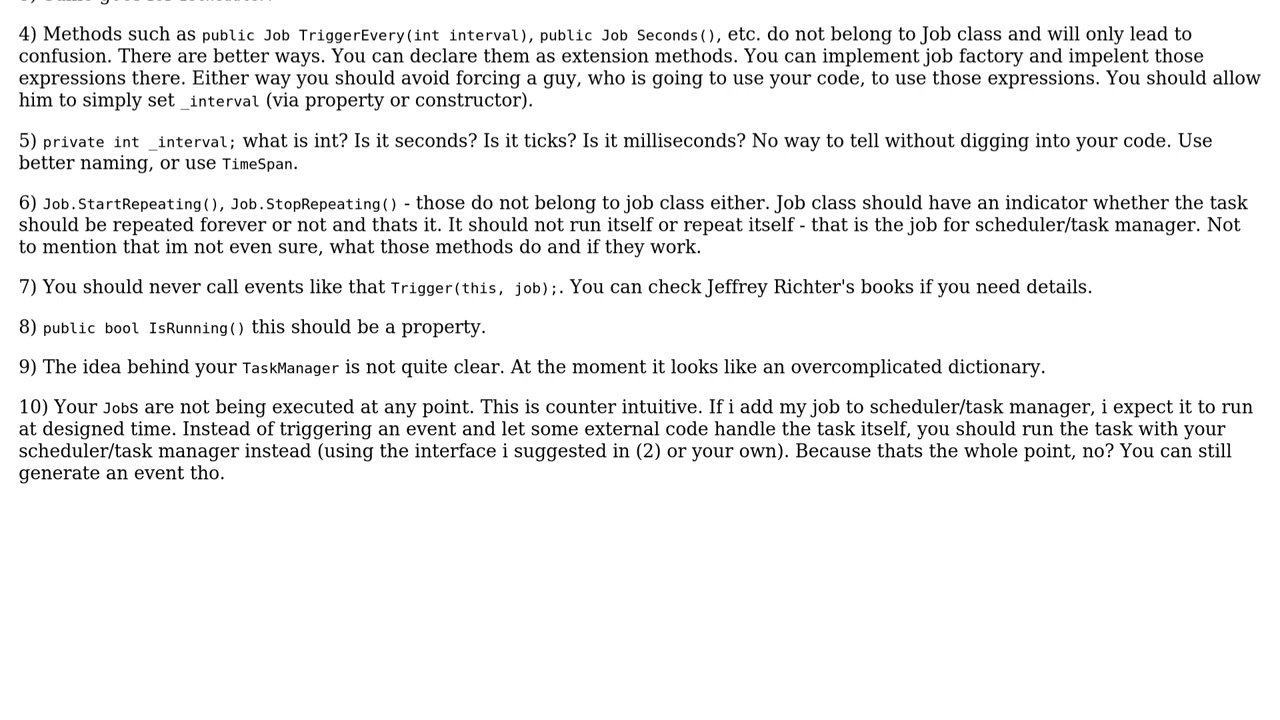 4) Methods such as public Job TriggerEvery(int interval), public Job Seconds(), etc. do not belong to Job class and will only lead to
confusion. There are better ways. You can declare them as extension methods. You can implement job factory and impelent those
expressions there. Either way you should avoid forcing a guy, who is going to use your code, to use those expressions. You should allow
him to simply set _interval (via property or constructor).
5) private int _interval; what is int? Is it seconds? Is it ticks? Is it milliseconds? No way to tell without digging into your code. Use
better naming, or use TimeSpan.
6) Job.StartRepeating(), Job.StopRepeating() - those do not belong to job class either. Job class should have an indicator whether the task
should be repeated forever or not and thats it. It should not run itself or repeat itself - that is the job for scheduler/task manager. Not
to mention that im not even sure, what those methods do and if they work.
7) You should never call events like that Trigger(this, job);. You can check Jeffrey Richter's books if you need details.
8) public bool IsRunning() this should be a property.
9) The idea behind your TaskManager is not quite clear. At the moment it looks like an overcomplicated dictionary.
10) Your Jobs are not being executed at any point. This is counter intuitive. If i add my job to scheduler/task manager, i expect it to run
at designed time. Instead of triggering an event and let some external code handle the task itself, you should run the task with your
scheduler/task manager instead (using the interface i suggested in (2) or your own). Because thats the whole point, no? You can still
generate an event tho.